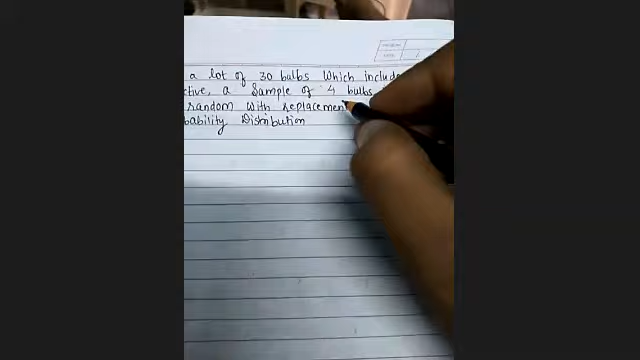 a lot of 30 bulbs which include
ctive, a Sample of 4 bulbs
random with replacement
bability Distribution